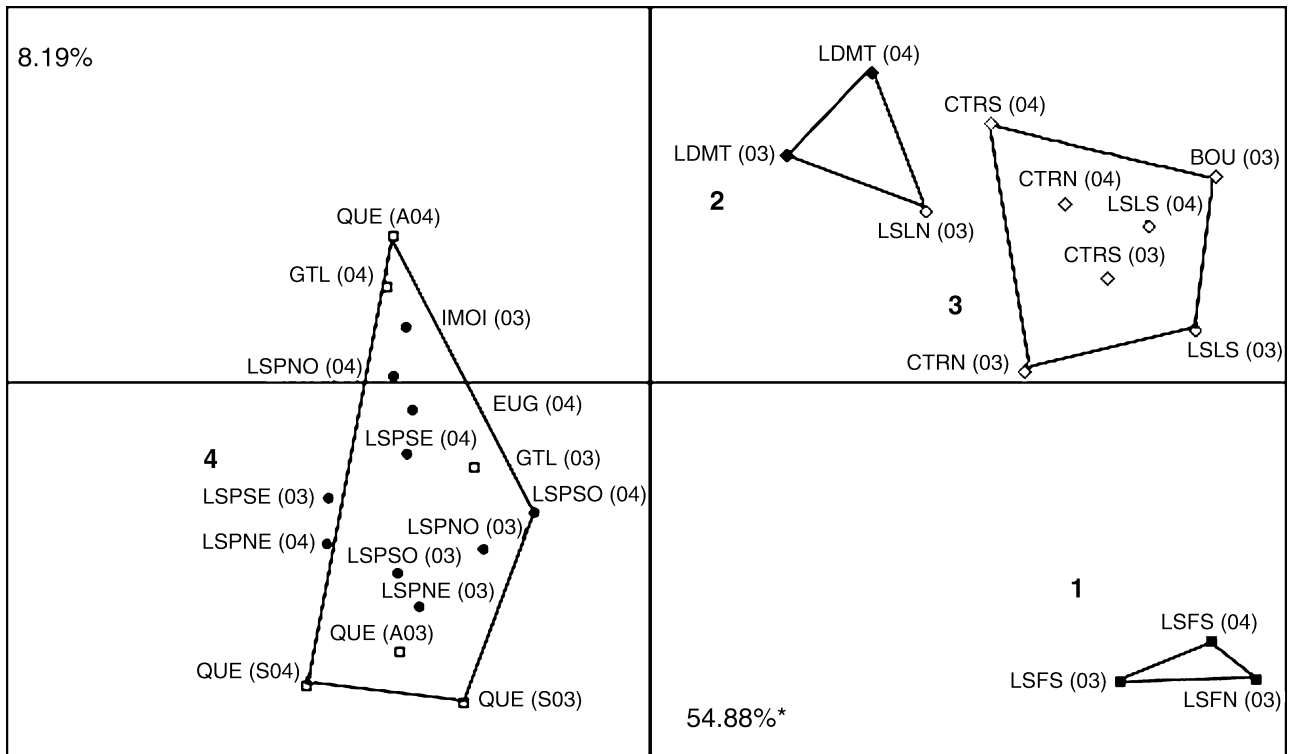 8.19%
LDMT (04)
CTRS (04)
LDMT (03)
BOU (03)
CTRN (04)
2
LSLS (04)
QUE (A04)
LSLN (03)
CTRS (03)
GTL (04)
3
IMOI (03)
LSLS (03)
LSPNO (04)
CTRN (03)
EUG (04)
LSPSE (04)
4
GTL (03)
LSPSE (03)
LSPSO (04)
LSPNO (03)
LSPNE (04)
LSPSO (03)
LSPNE (03)
1
LSFS (04)
QUE (A03)
QUE (S04)
LSFS (03)
QUE (S03)
LSFN (03)
54.88%*